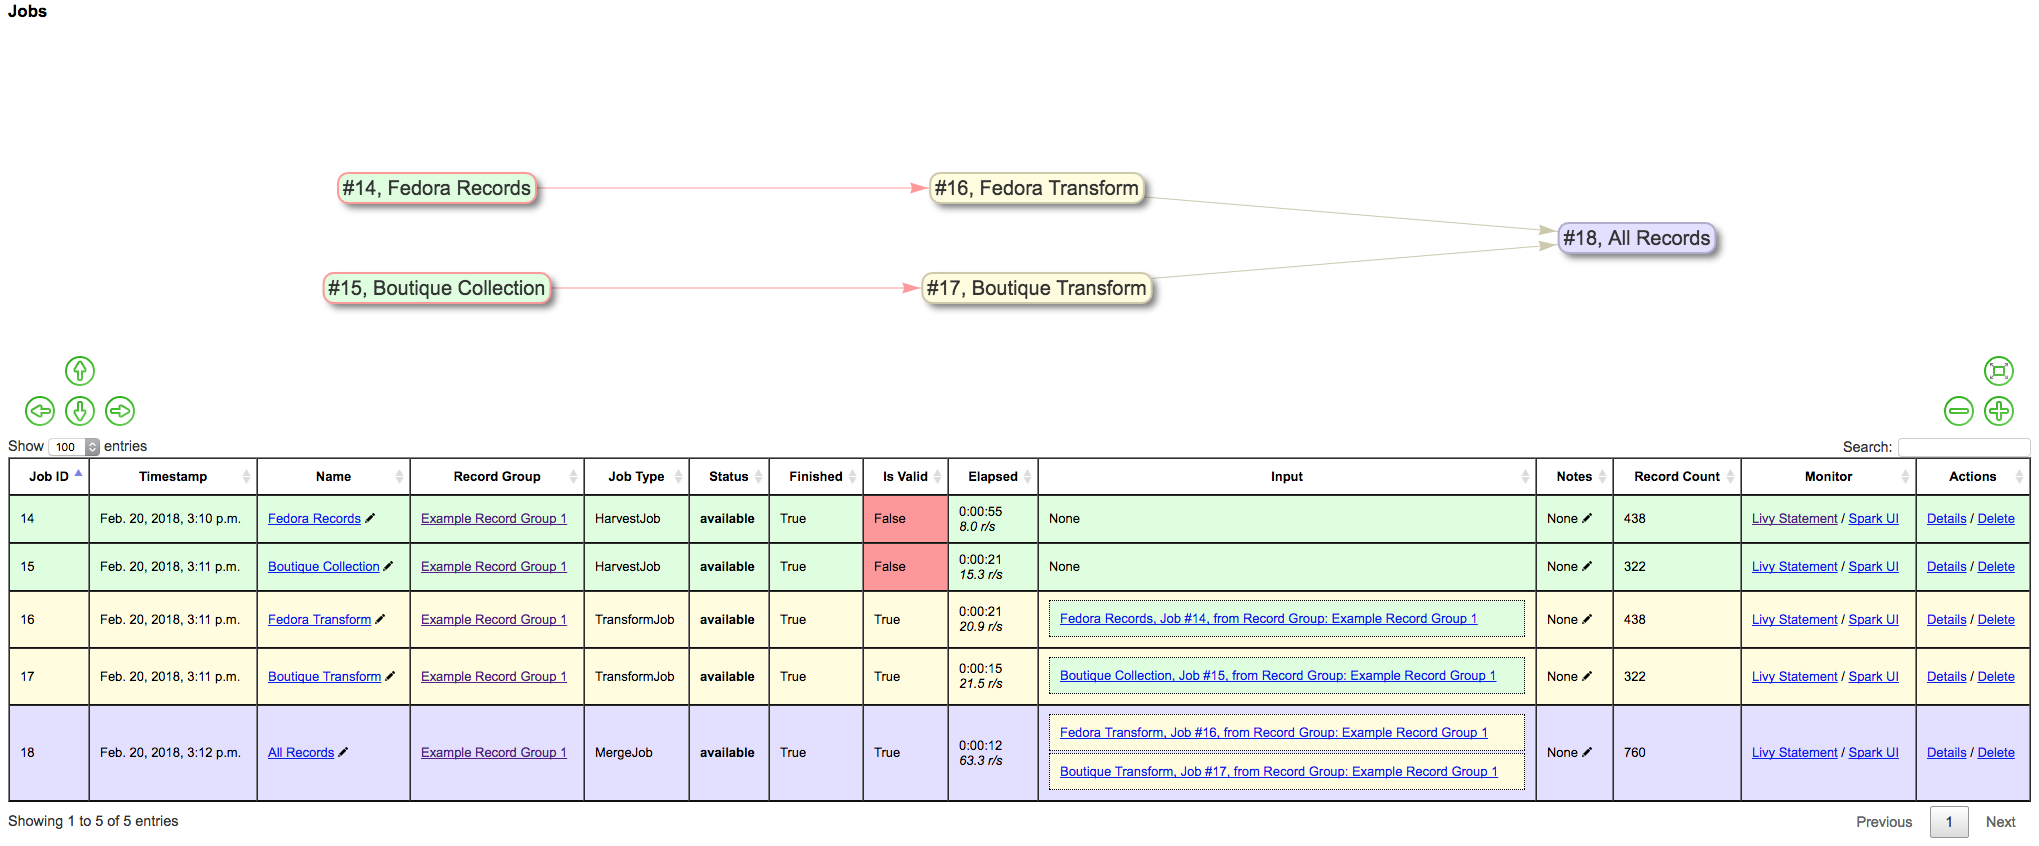 Jobs
#14, Fedora Records
#16, Fedora Transform
#18, All Records
#15, Boutique Collection
#17, Boutique Transform
Show 100 entries
Search:
Job ID Timestamp Name Record Group Job Type Status Finished Is Valid Elapsed Input Notes Record Count Monitor Actions
14 Feb. 20, 2018, 3:10 p.m. Fedora Records Example Record Group 1 HarvestJob available True False 0:00:55 None None 438 Livy Statement / Spark UI Details / Delete
8.0 r/s
15 Feb. 20, 2018, 3:11 p.m. Boutique Collection Example Record Group 1 HarvestJob available True False 0:00:21 None None 322 Livy Statement / Spark UI Details / Delete
15.3 r/s
16 Feb. 20, 2018, 3:11 p.m. Fedora Transform Example Record Group 1 TransformJob available True True 0:00:21 Fedora Records, Job #14, from Record Group: Example Record Group 1 None 438 Livy Statement / Spark UI Details / Delete
20.9 r/s
17 Feb. 20, 2018, 3:11 p.m. Boutique Transform Example Record Group 1 TransformJob available True True 0:00:15 Boutique Collection, Job #15, from Record Group: Example Record Group 1 None 322 Livy Statement / Spark UI Details / Delete
21.5 r/s
18 Feb. 20, 2018, 3:12 p.m. All Records Example Record Group 1 MergeJob available True True 0:00:12 Fedora Transform, Job #16, from Record Group: Example Record Group 1 None 760 Livy Statement / Spark UI Details / Delete
63.3 r/s Boutique Transform, Job #17, from Record Group: Example Record Group 1
Showing 1 to 5 of 5 entries
Previous 1 Next